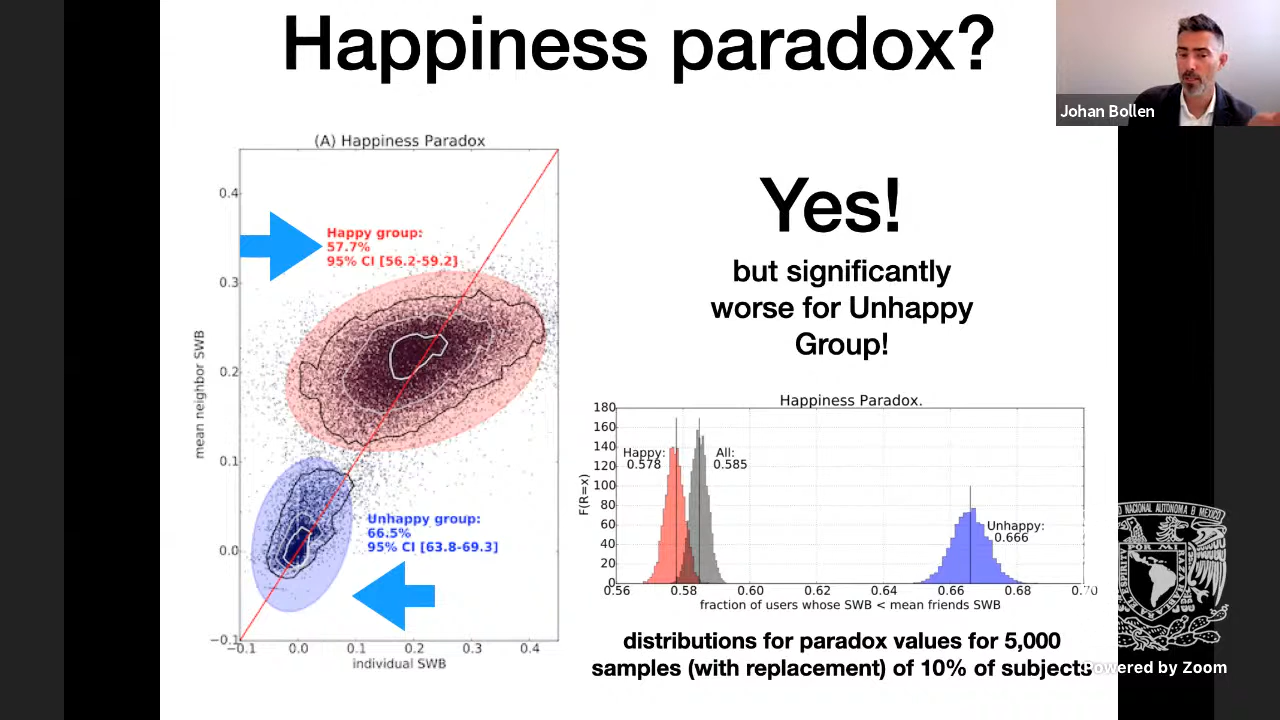 Happiness paradox?
Johan Bollen
(A) Happiness Paradox
Happy group:
57.7%
95% CI [56.2-59.2]
Unhappy group:
66.5%
95% CI [63.8-69.3]
mean neighbor SWB
0.4
0.3
0.2
0.1
0.0
−0.1
−0.1 0.0 0.1 0.2 0.3 0.4
individual SWB
Yes!
but significantly
worse for Unhappy
Group!
Happiness Paradox.
F(R=x)
180
160
140
120
100
80
60
40
20
0
Happy:
0.578
All:
0.585
Unhappy:
0.666
0.56 0.58 0.60 0.62 0.64 0.66 0.68 0.70
fraction of users whose SWB < mean friends SWB
distributions for paradox values for 5,000
samples (with replacement) of 10% of subjects
Powered by Zoom
NACIONAL AUTONOMA
POR MI